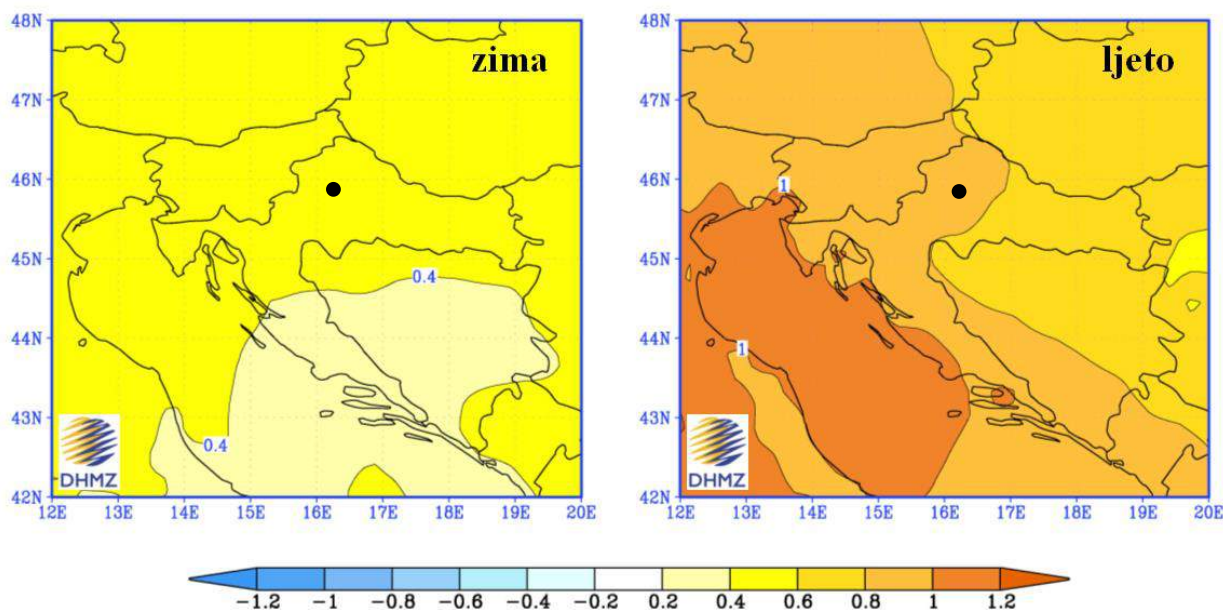 48N
47N
46N
45N
44N
43N
42N
zima
0.4
0.4
DHMZ
12E 13E 14E 15E 16E 17E 18E 19E 20E
48N
47N
46N
45N
44N
43N
42N
ljeto
1
1
DHMZ
12E 13E 14E 15E 16E 17E 18E 19E 20E
-1.2 -1 -0.8 -0.6 -0.4 -0.2 0.2 0.4 0.6 0.8 1 1.2